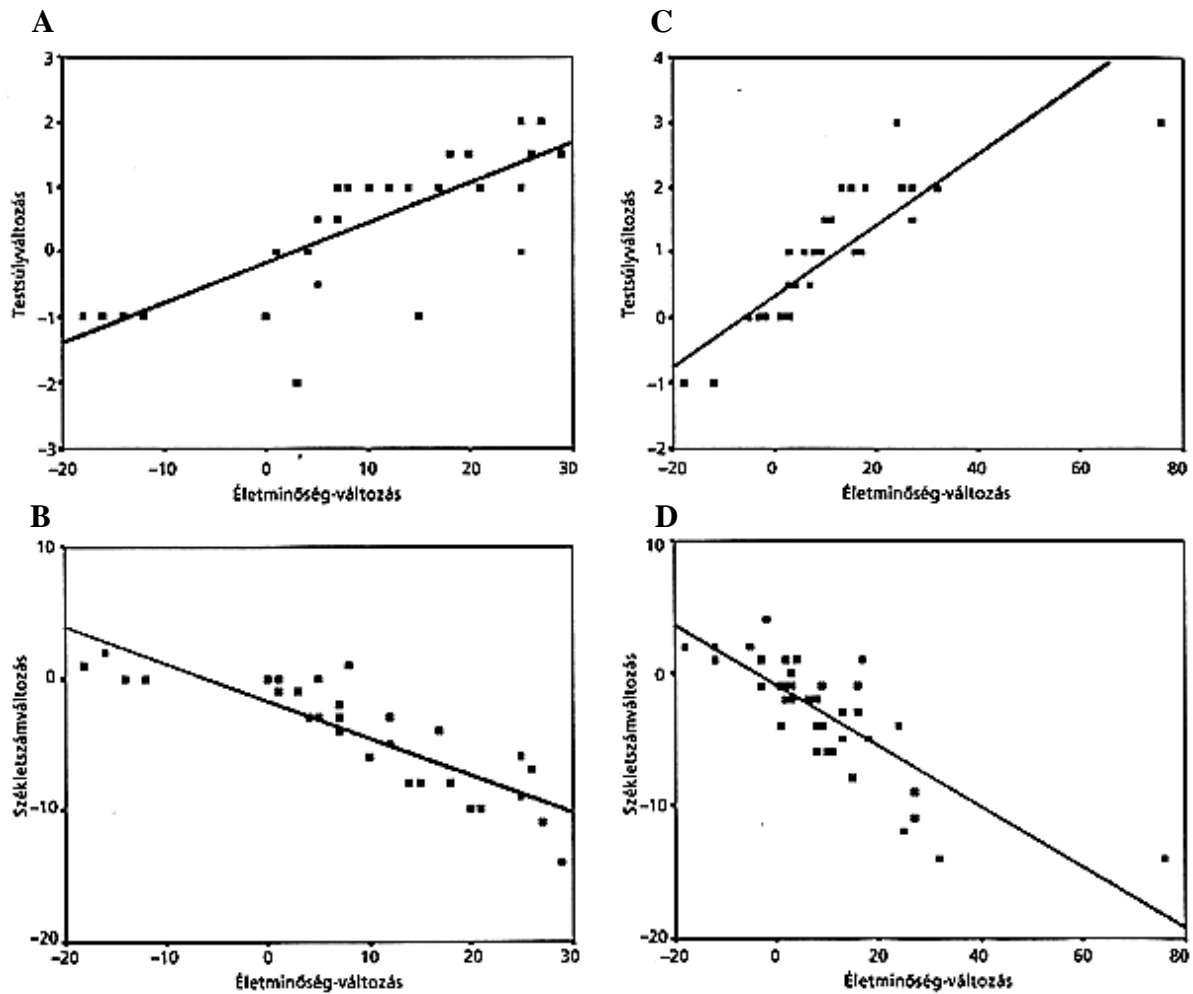 A
3
2
1
0
−1
−2
−3
Testsúlyváltozás
−20 −10 0 10 20 30
Életminőség-változás
C
4
3
2
1
0
−1
−2
Testsúlyváltozás
−20 0 20 40 60 80
Életminőség-változás
B
10
0
−10
−20
Székletszámváltozás
−20 −10 0 10 20 30
Életminőség-változás
D
10
0
−10
−20
Székletszámváltozás
−20 0 20 40 60 80
Életminőség-változás